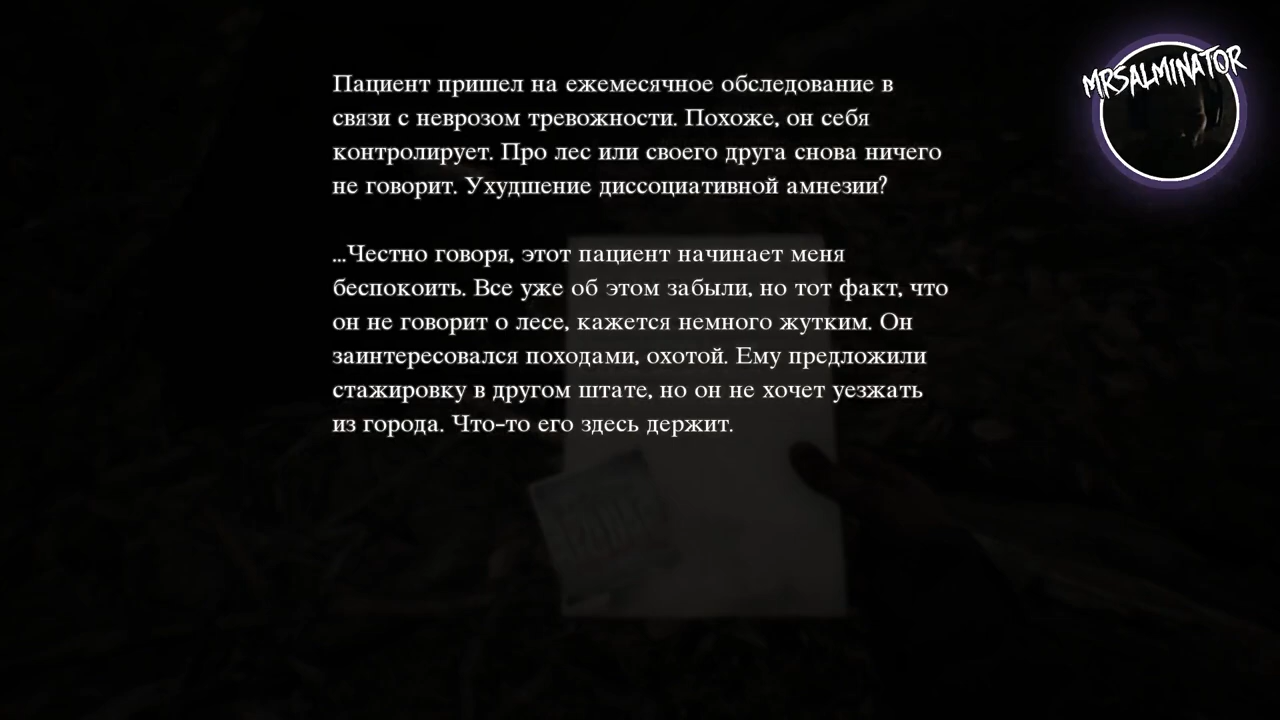 MRSALMINATOR
Пациент пришел на ежемесячное обследование в
связи с неврозом тревожности. Похоже, он себя
контролирует. Про лес или своего друга снова ничего
не говорит. Ухудшение диссоциативной амнезии?
...Честно говоря, этот пациент начинает меня
беспокоить. Все уже об этом забыли, но тот факт, что
он не говорит о лесе, кажется немного жутким. Он
заинтересовался походами, охотой. Ему предложили
стажировку в другом штате, но он не хочет уезжать
из города. Что-то его здесь держит.